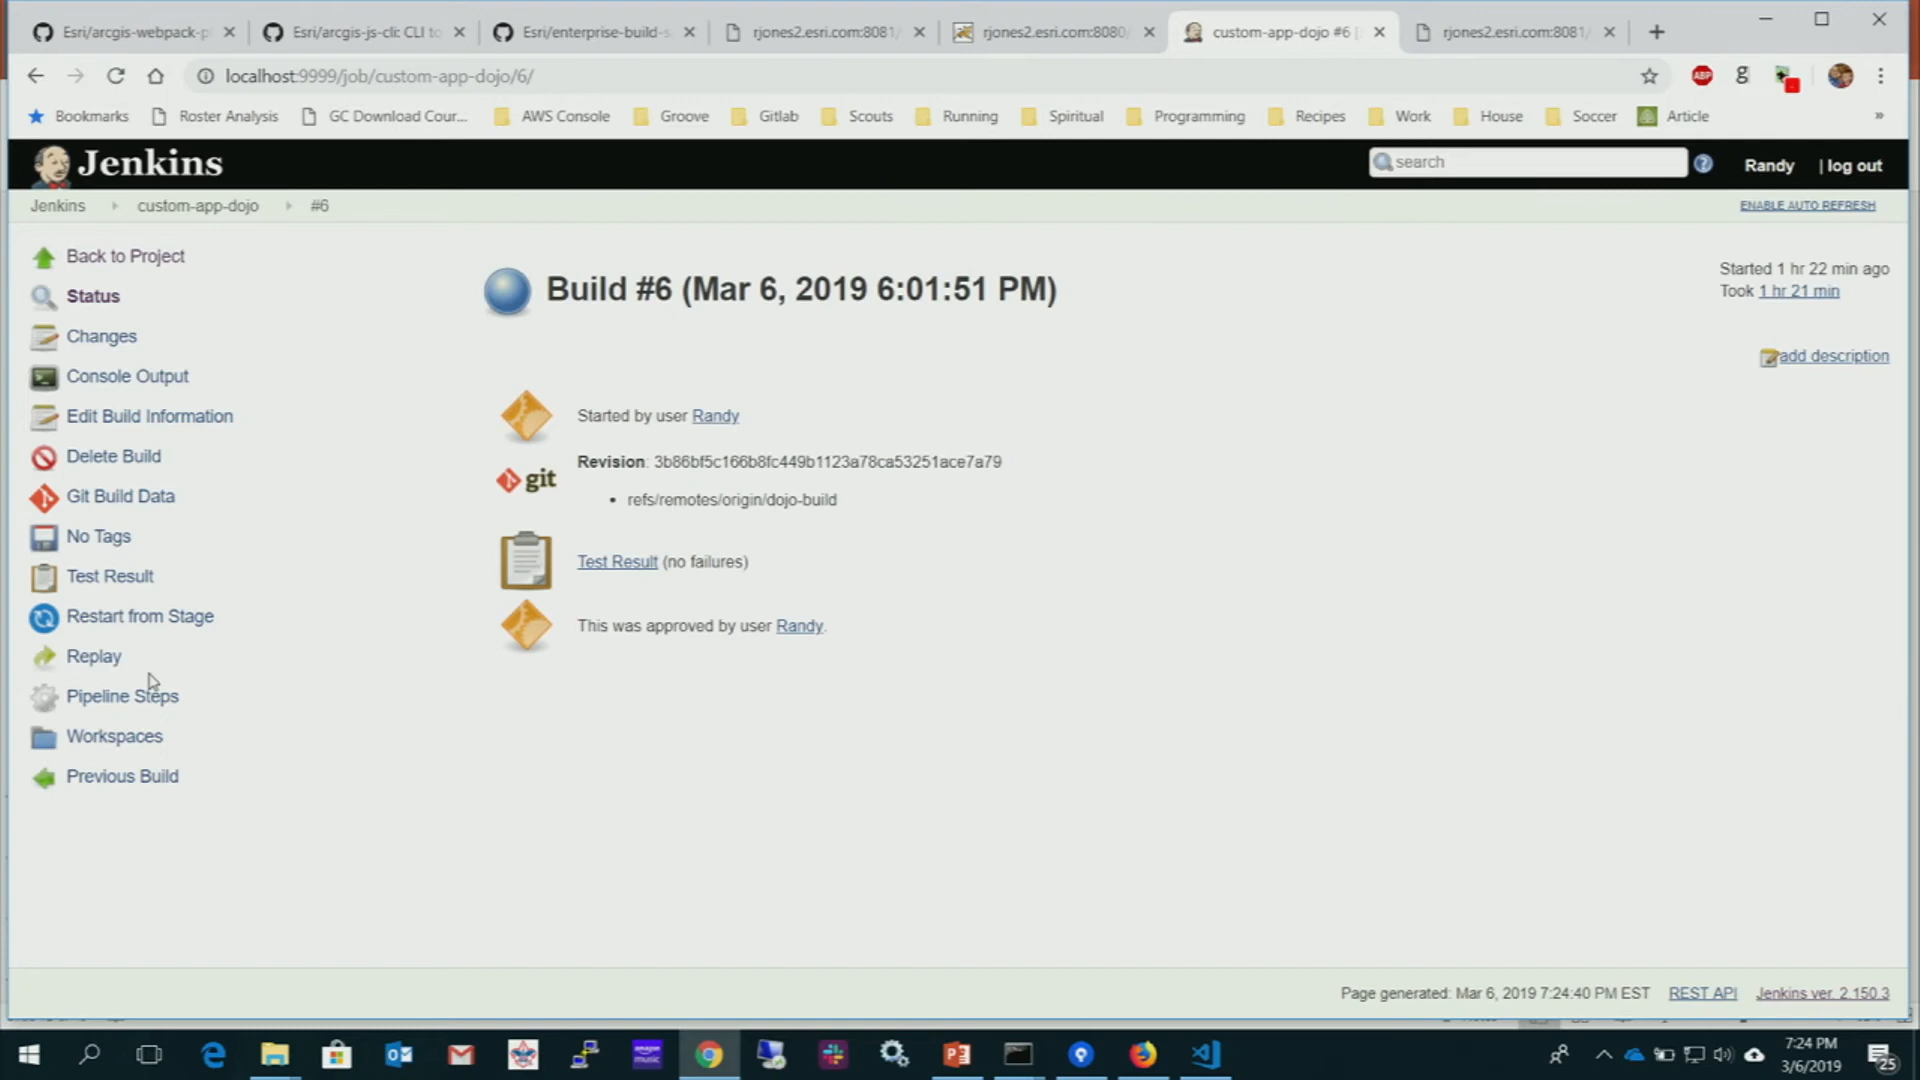 Esri/arcgis-webpack-p
Esri/arcgis-js-cli: CLI to
Esri/enterprise-build-s
rjones2.esri.com:8081/
rjones2.esri.com:8080/
custom-app-dojo #6 [
rjones2.esri.com:8081/
localhost:9999/job/custom-app-dojo/6/
ABP
g
Bookmarks
Roster Analysis
GC Download Cour...
AWS Console
Groove
Gitlab
Scouts
Running
Spiritual
Programming
Recipes
Work
House
Soccer
Article
»
Jenkins
search
Randy
| log out
Jenkins
custom-app-dojo
#6
ENABLE AUTO REFRESH
Back to Project
Status
Changes
Console Output
Edit Build Information
Delete Build
Git Build Data
No Tags
Test Result
Restart from Stage
Replay
Pipeline Steps
Workspaces
Previous Build
Build #6 (Mar 6, 2019 6:01:51 PM)
Started 1 hr 22 min ago
Took 1 hr 21 min
add description
Started by user Randy
git
Revision: 3b86bf5c166b8fc449b1123a78ca53251ace7a79
• refs/remotes/origin/dojo-build
Test Result (no failures)
This was approved by user Randy.
Page generated: Mar 6, 2019 7:24:40 PM EST
REST API
Jenkins ver. 2.150.3
amazon
music
7:24 PM
3/6/2019
25